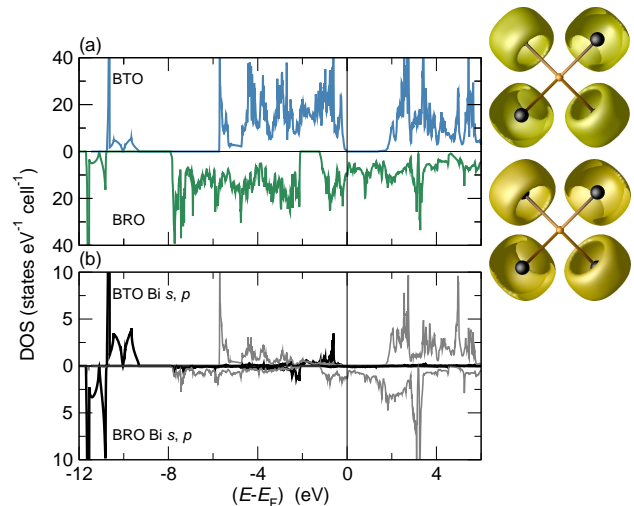 (a)
40
BTO
20
0
20
BRO
40
(b)
10
BTO Bi s, p
5
0
5
BRO Bi s, p
10
DOS (states eV⁻¹ cell⁻¹)
-12 -8 -4 0 4
(E-E_F) (eV)